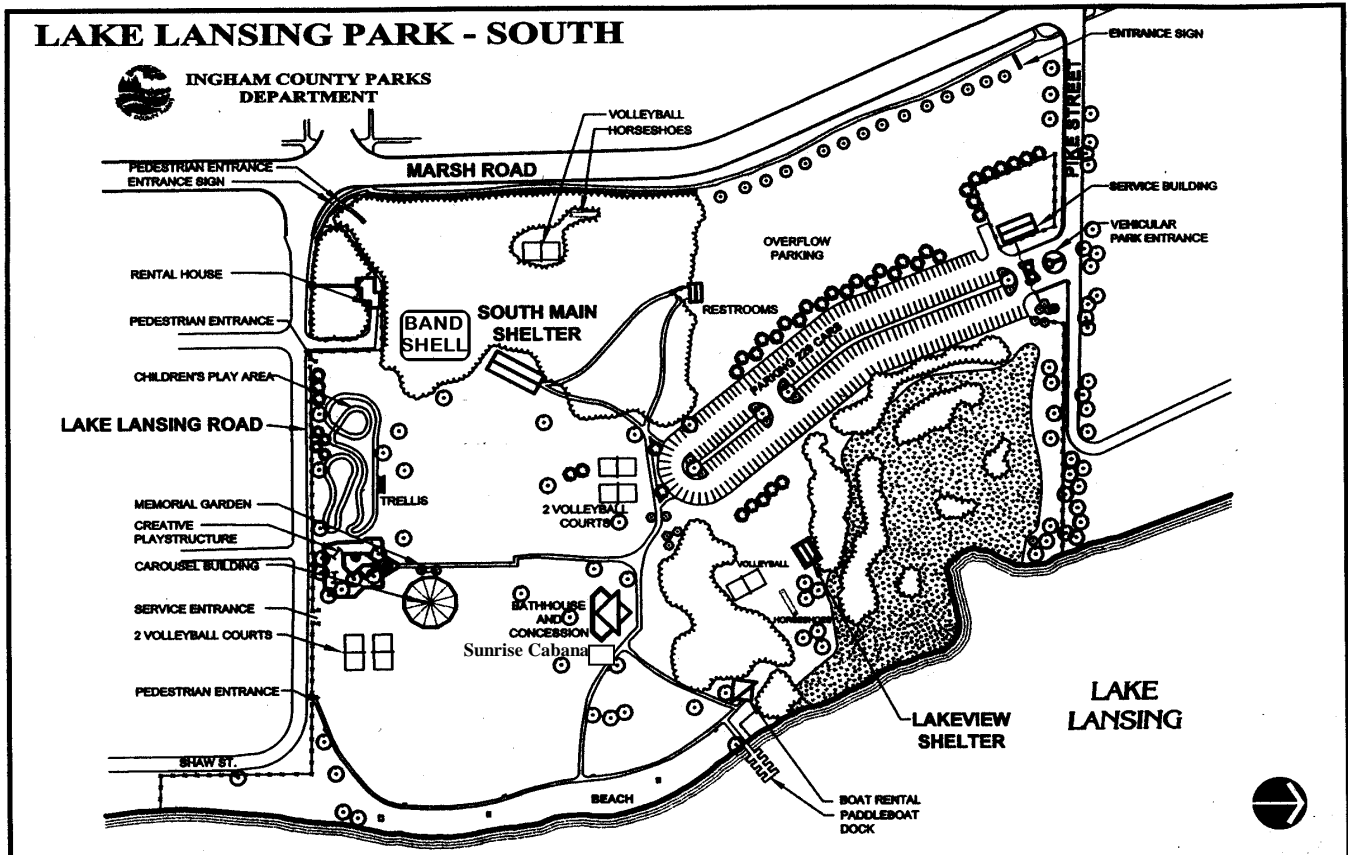 LAKE LANSING PARK - SOUTH
INGHAM COUNTY PARKS
DEPARTMENT
ENTRANCE SIGN
PIKE STREET
VOLLEYBALL
HORSESHOES
MARSH ROAD
PEDESTRIAN ENTRANCE
ENTRANCE SIGN
SERVICE BUILDING
VEHICULAR
PARK ENTRANCE
OVERFLOW
PARKING
RENTAL HOUSE
RESTROOMS
SOUTH MAIN
SHELTER
BAND
SHELL
PEDESTRIAN ENTRANCE
PARKING 229 CARS
CHILDREN'S PLAY AREA
LAKE LANSING ROAD
TRELLIS
MEMORIAL GARDEN
2 VOLLEYBALL
COURTS
CREATIVE
PLAYSTRUCTURE
CAROUSEL BUILDING
VOLLEYBALL
HORSESHOES
SERVICE ENTRANCE
BATHHOUSE
AND
CONCESSION
2 VOLLEYBALL COURTS
Sunrise Cabana
PEDESTRIAN ENTRANCE
LAKE
LANSING
LAKEVIEW
SHELTER
SHAW ST.
BEACH
BOAT RENTAL
PADDLEBOAT
DOCK